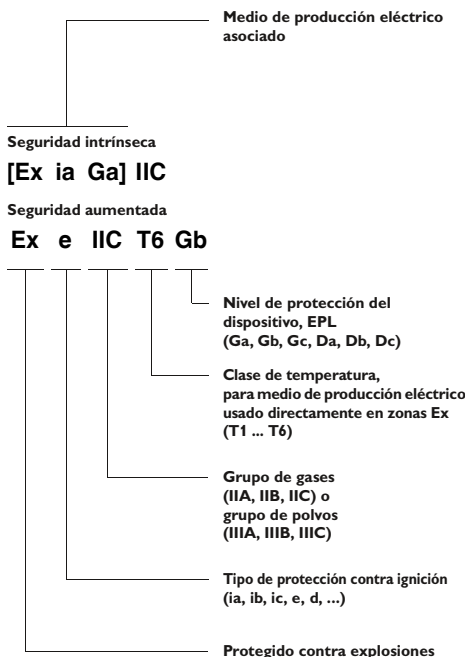 Medio de producción eléctrico
asociado
Seguridad intrínseca
[Ex ia Ga] IIC
Seguridad aumentada
Ex e IIC T6 Gb
Nivel de protección del
dispositivo, EPL
(Ga, Gb, Gc, Da, Db, Dc)
Clase de temperatura,
para medio de producción eléctrico
usado directamente en zonas Ex
(T1 ... T6)
Grupo de gases
(IIA, IIB, IIC) o
grupo de polvos
(IIIA, IIIB, IIIC)
Tipo de protección contra ignición
(ia, ib, ic, e, d, ...)
Protegido contra explosiones